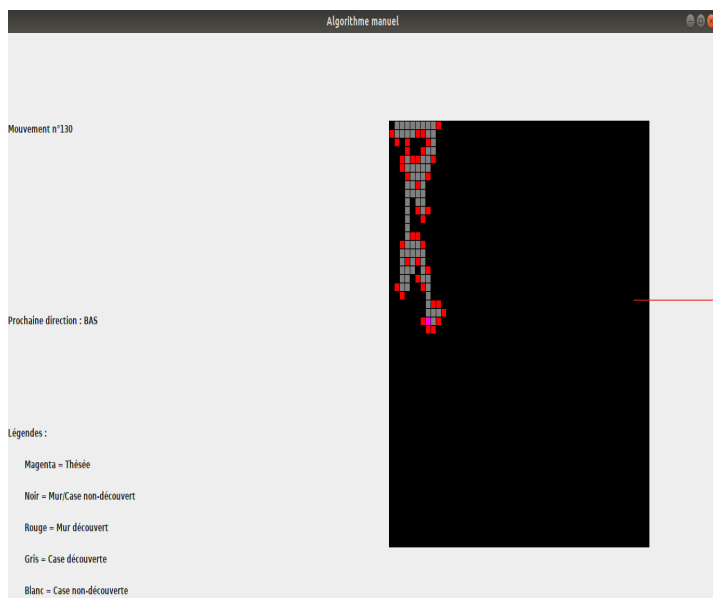 Algorithme manuel
Mouvement n°130
Prochaine direction : BAS
Légendes :
Magenta = Thésée
Noir = Mur/Case non-découvert
Rouge = Mur découvert
Gris = Case découverte
Blanc = Case non-découverte